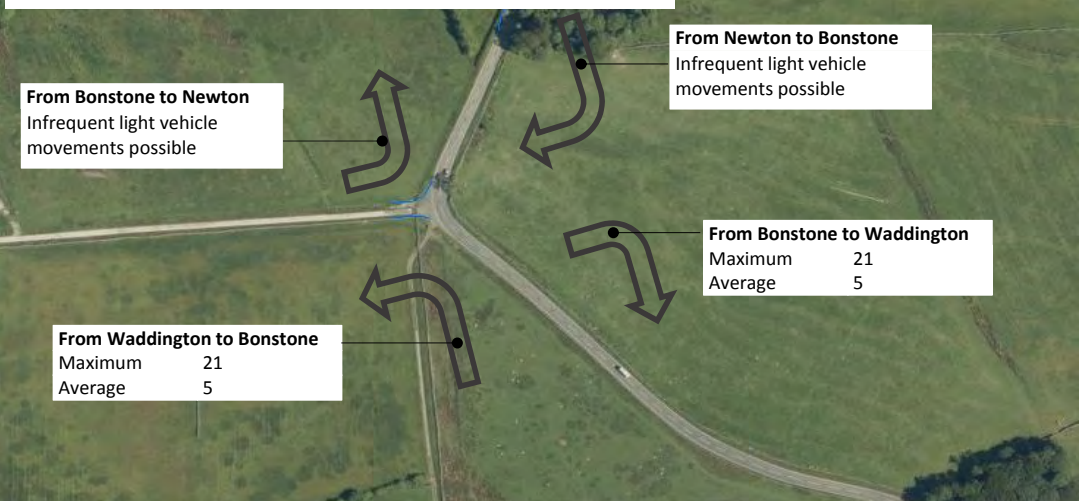 From Newton to Bonstone
Infrequent light vehicle
movements possible
From Bonstone to Newton
Infrequent light vehicle
movements possible
From Bonstone to Waddington
Maximum 21
Average 5
From Waddington to Bonstone
Maximum 21
Average 5